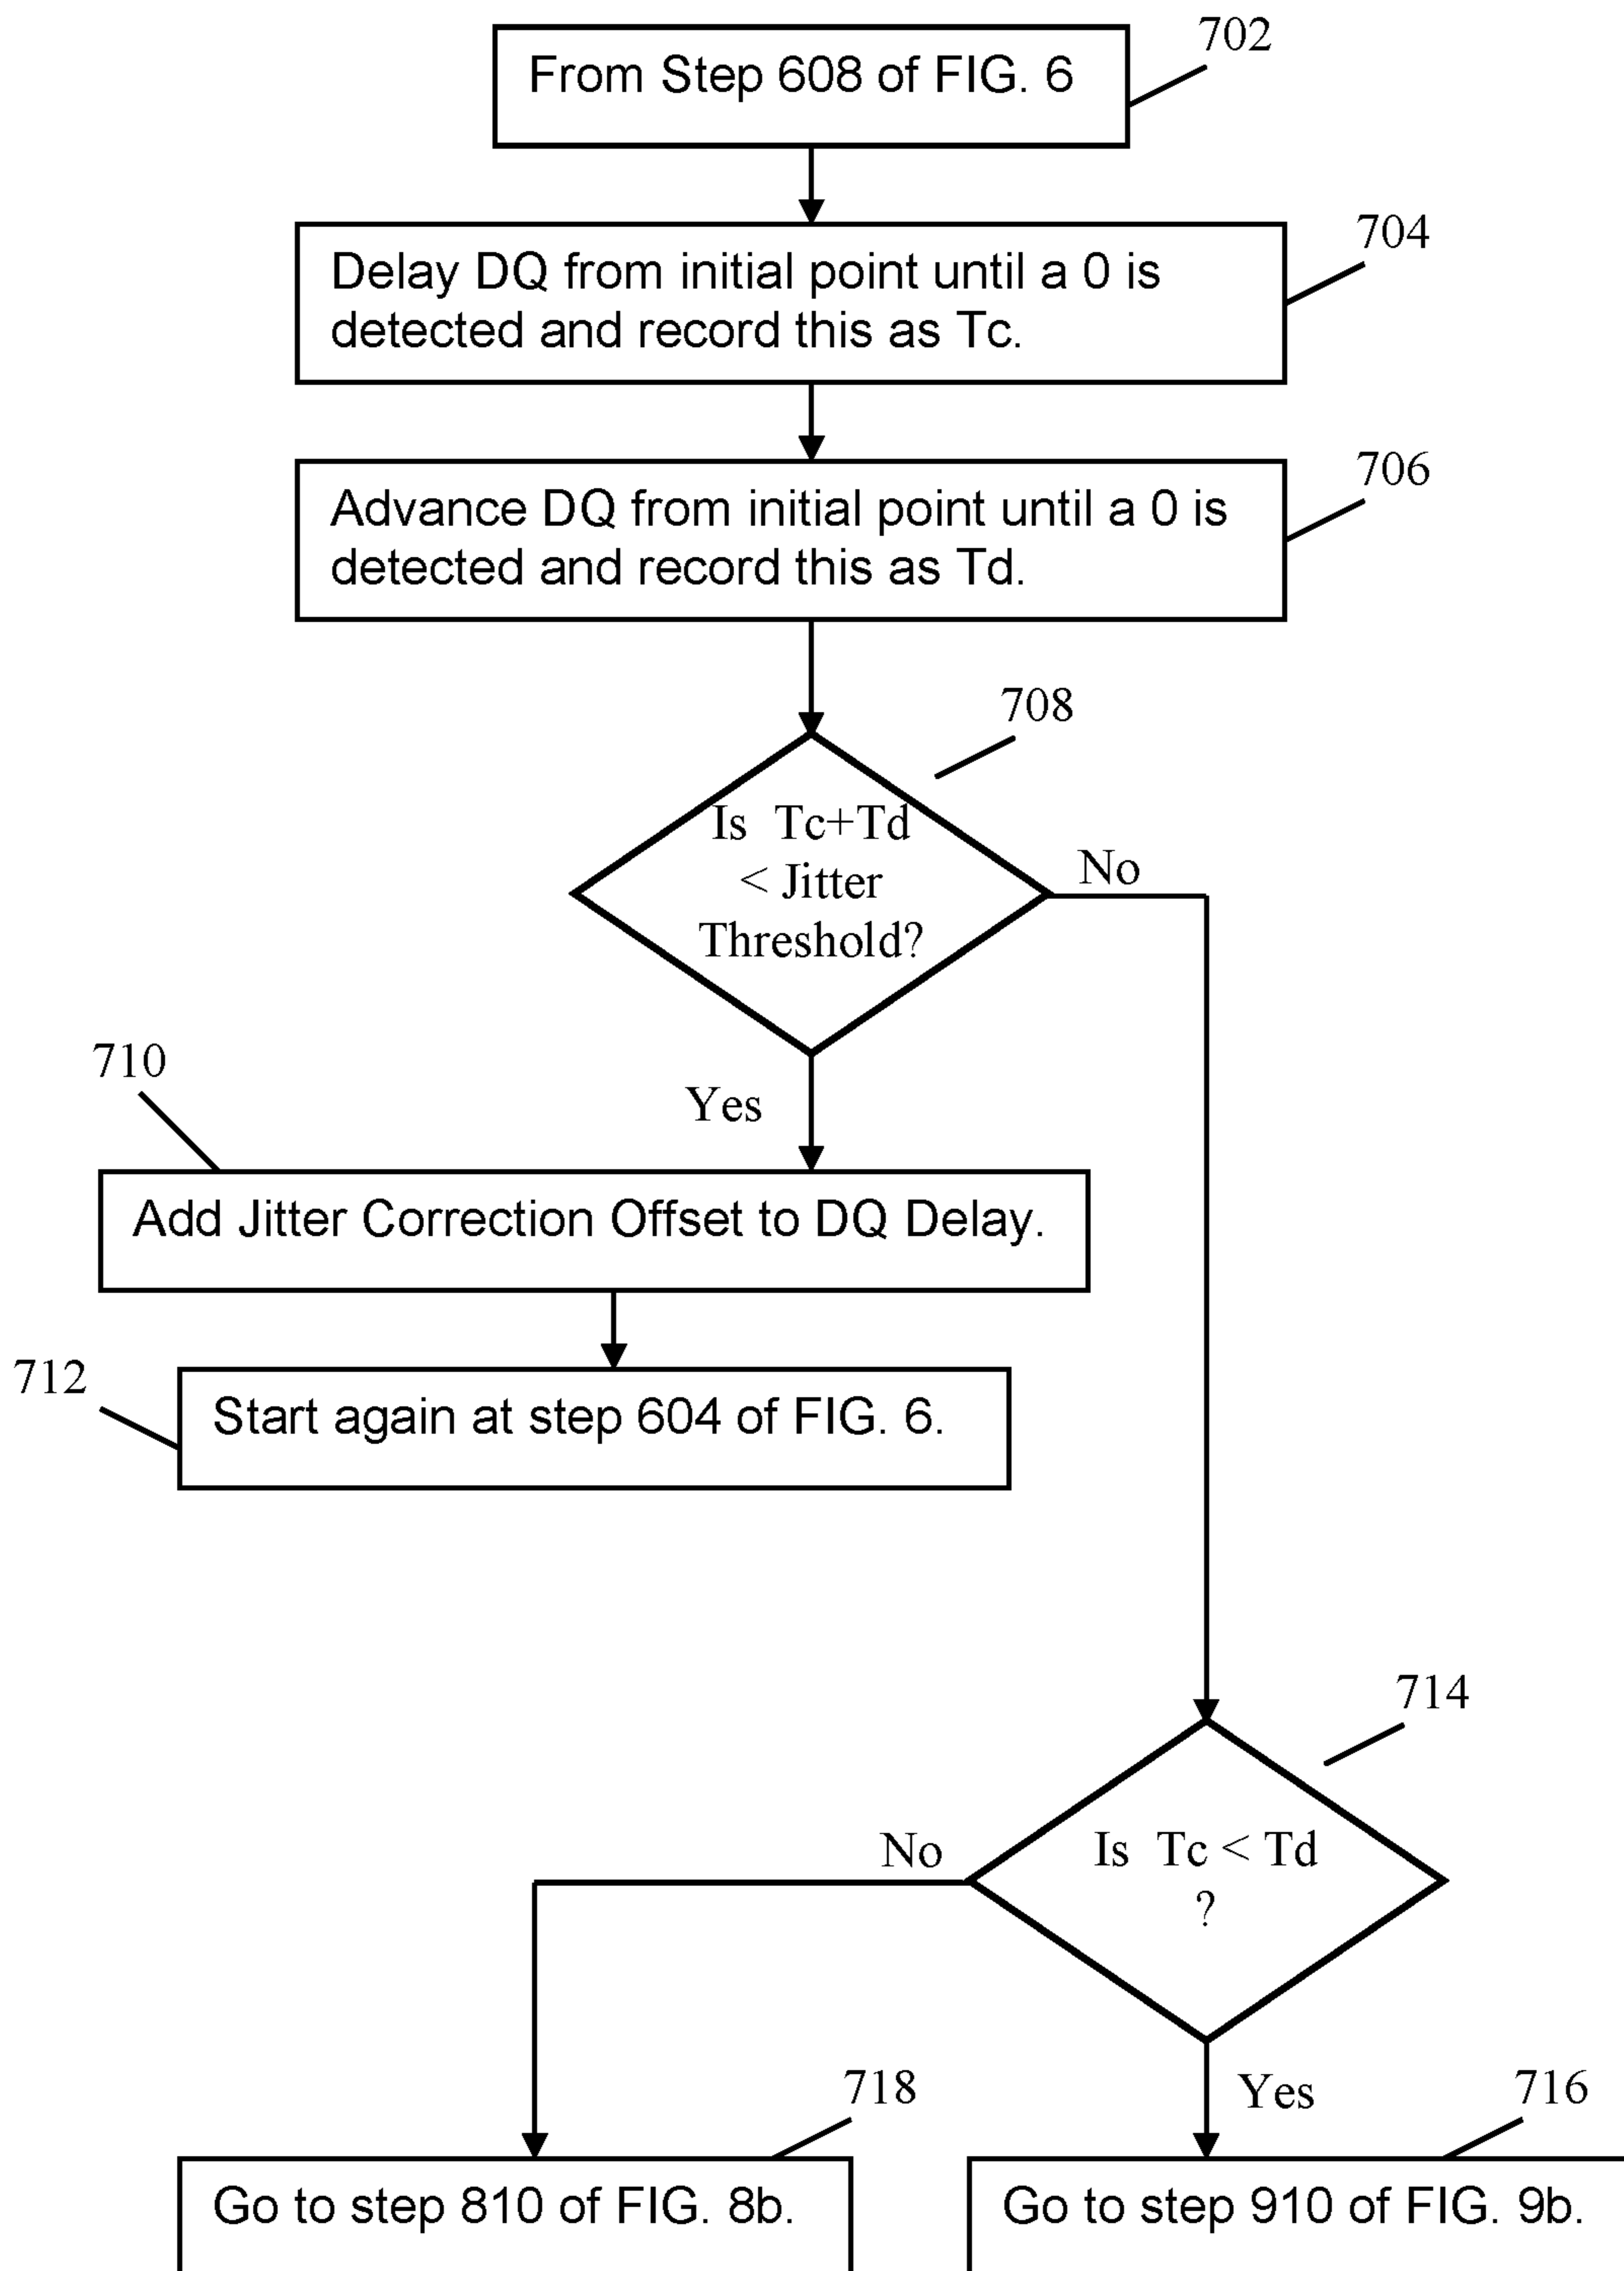 702
From Step 608 of FIG. 6
704
Delay DQ from initial point until a 0 is
detected and record this as Tc.
706
Advance DQ from initial point until a 0 is
detected and record this as Td.
708
Is Tc+Td
< Jitter
Threshold?
No
Yes
710
Add Jitter Correction Offset to DQ Delay.
712
Start again at step 604 of FIG. 6.
714
Is Tc < Td
?
No
Yes
718
Go to step 810 of FIG. 8b.
716
Go to step 910 of FIG. 9b.